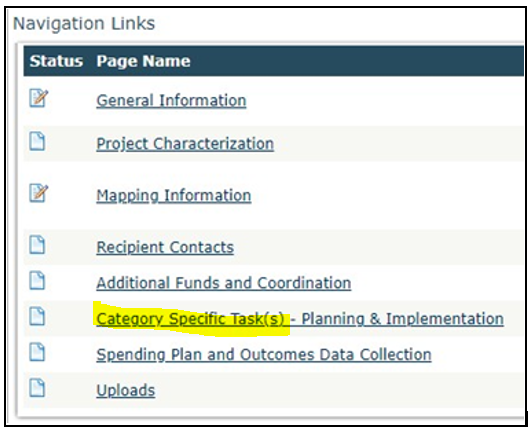 Navigation Links
Status Page Name
General Information
Project Characterization
Mapping Information
Recipient Contacts
Additional Funds and Coordination
Category Specific Task(s) - Planning & Implementation
Spending Plan and Outcomes Data Collection
Uploads